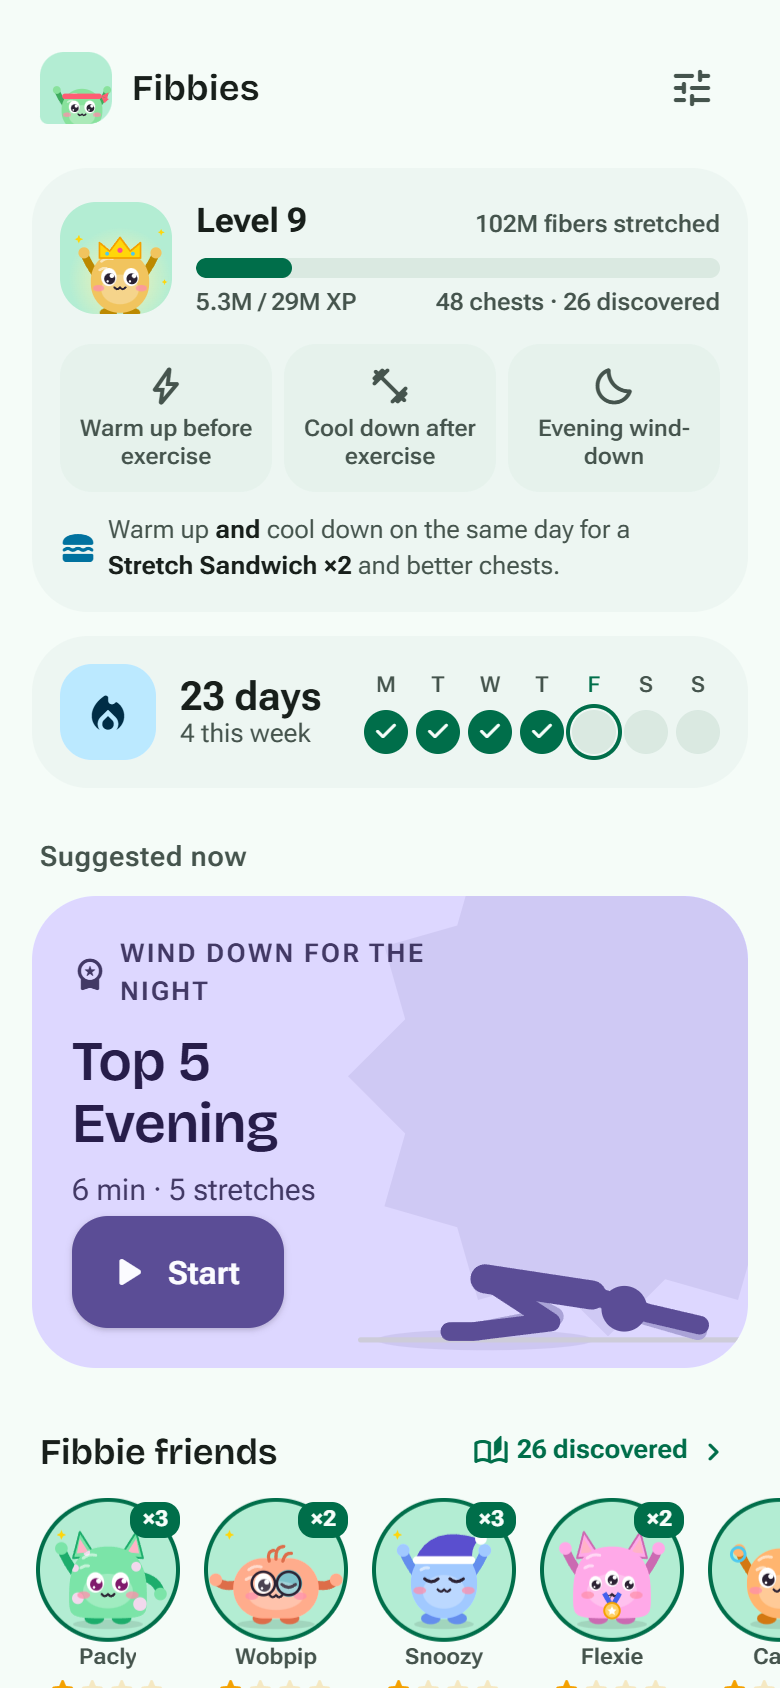 Fibbies
Level 9
102M fibers stretched
5.3M / 29M XP
48 chests · 26 discovered
Warm up before
exercise
Cool down after
exercise
Evening wind-
down
Warm up and cool down on the same day for a
Stretch Sandwich ×2 and better chests.
23 days
4 this week
M T W T F S S
Suggested now
WIND DOWN FOR THE
NIGHT
Top 5
Evening
6 min · 5 stretches
Start
Fibbie friends
26 discovered
×3
×2
×3
×2
Pacly
Wobpip
Snoozy
Flexie
Ca